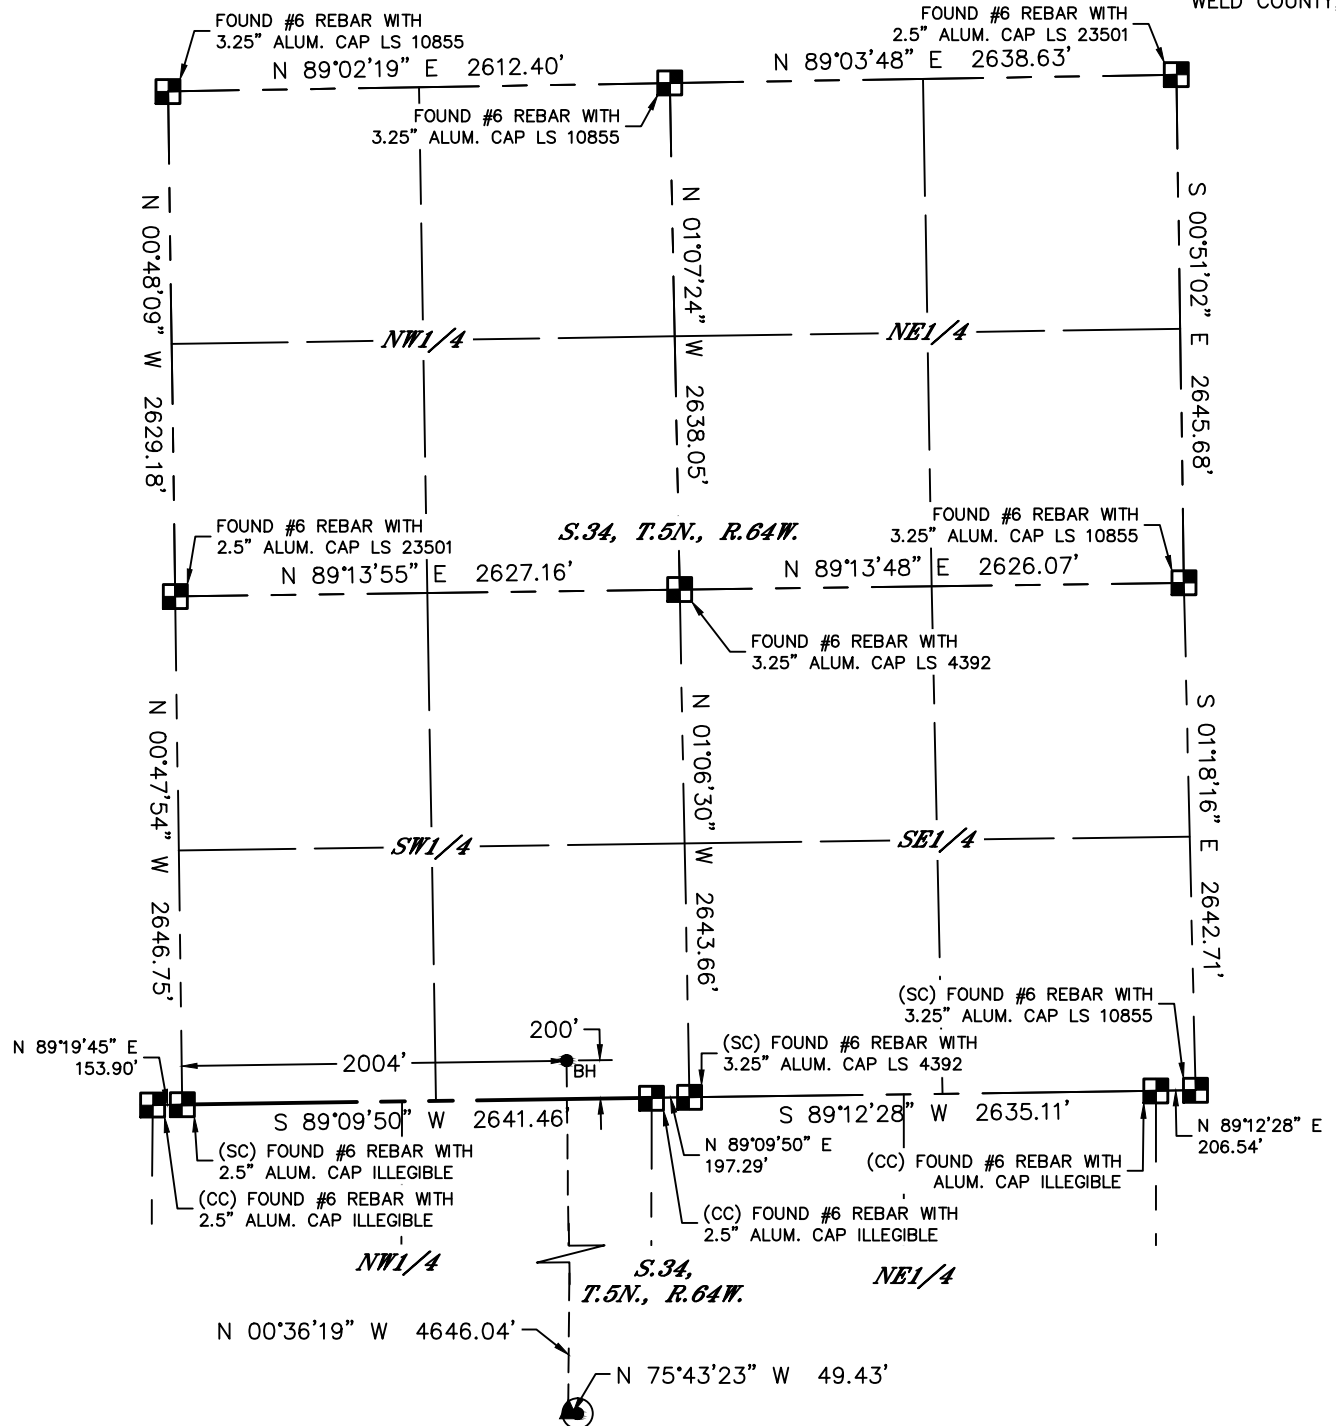 WELD COUNTY,
FOUND #6 REBAR WITH
3.25" ALUM. CAP LS 10855
FOUND #6 REBAR WITH
2.5" ALUM. CAP LS 23501
N 89°02'19" E 2612.40'
N 89°03'48" E 2638.63'
FOUND #6 REBAR WITH
3.25" ALUM. CAP LS 10855
N 00°48'09" W 2629.18'
N 01°07'24" W 2638.05'
S 00°51'02" E 2645.68'
NW1/4
NE1/4
FOUND #6 REBAR WITH
2.5" ALUM. CAP LS 23501
S.34, T.5N., R.64W.
FOUND #6 REBAR WITH
3.25" ALUM. CAP LS 10855
N 89°13'55" E 2627.16'
N 89°13'48" E 2626.07'
FOUND #6 REBAR WITH
3.25" ALUM. CAP LS 4392
N 00°47'54" W 2646.75'
N 01°06'30" W 2643.66'
S 01°18'16" E 2642.71'
SW1/4
SE1/4
(SC) FOUND #6 REBAR WITH
3.25" ALUM. CAP LS 10855
N 89°19'45" E
153.90'
2004'
200'
BH
(SC) FOUND #6 REBAR WITH
3.25" ALUM. CAP LS 4392
S 89°09'50" W 2641.46'
S 89°12'28" W 2635.11'
N 89°12'28" E
206.54'
N 89°09'50" E
197.29'
(SC) FOUND #6 REBAR WITH
2.5" ALUM. CAP ILLEGIBLE
(CC) FOUND #6 REBAR WITH
ALUM. CAP ILLEGIBLE
(CC) FOUND #6 REBAR WITH
2.5" ALUM. CAP ILLEGIBLE
(CC) FOUND #6 REBAR WITH
2.5" ALUM. CAP ILLEGIBLE
NW1/4
S.34,
T.5N., R.64W.
NE1/4
N 00°36'19" W 4646.04'
N 75°43'23" W 49.43'